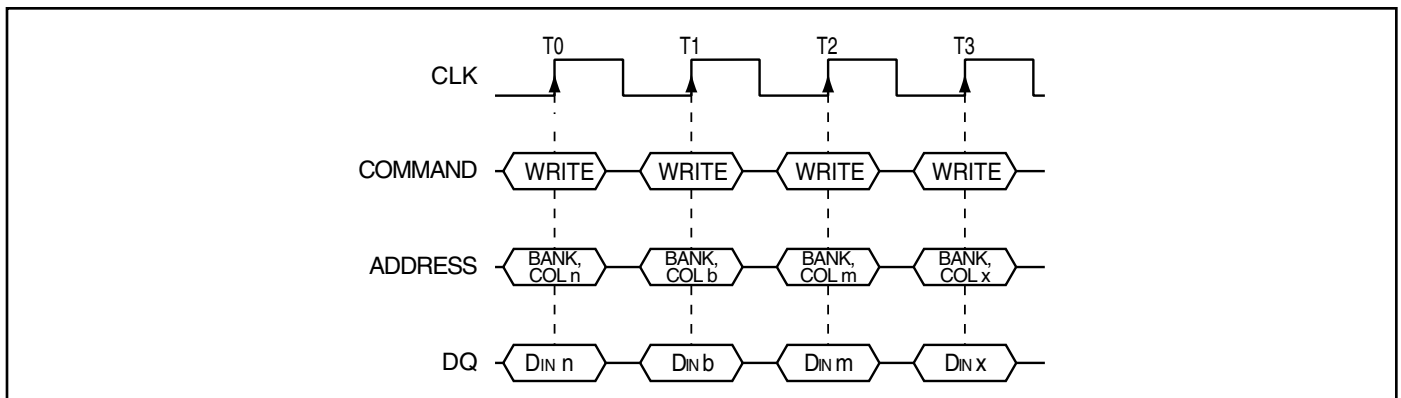 T0 T1 T2 T3
CLK
COMMAND WRITE WRITE WRITE WRITE
ADDRESS BANK, COL n BANK, COL b BANK, COL m BANK, COL x
DQ DIN n DIN b DIN m DIN x